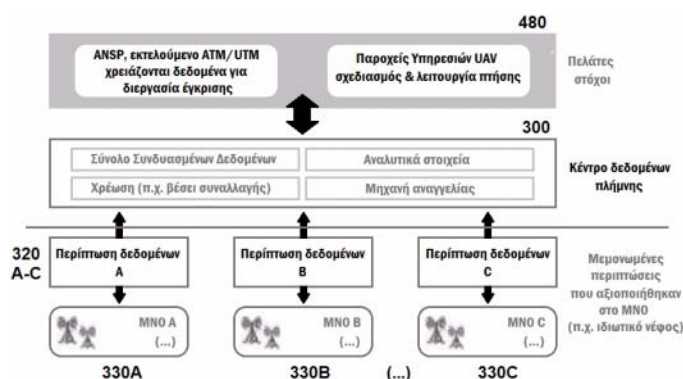 480
ANSP, εκτελούμενο ATM/UTM
χρειάζονται δεδομένα για
διεργασία έγκρισης
Παροχείς Υπηρεσιών UAV
σχεδιασμός & λειτουργία πτήσης
Πελάτες
στόχοι
300
Σύνολο Συνδυασμένων Δεδομένων
Αναλυτικά στοιχεία
Χρέωση (π.χ. βέσει συναλλαγής)
Μηχανή αναγγελίας
Κέντρο δεδομένων
πλήμνης
320
A-C
Περίπτωση δεδομένων
A
Περίπτωση δεδομένων
B
Περίπτωση δεδομένων
C
Μεμονωμένες
περιπτώσεις
που αξιοποιήθηκαν
στο MNO
(π.χ. ιδιωτικό νέφος)
MNO A
(...)
MNO B
(...)
MNO C
(...)
330A
330B
(...)
330C